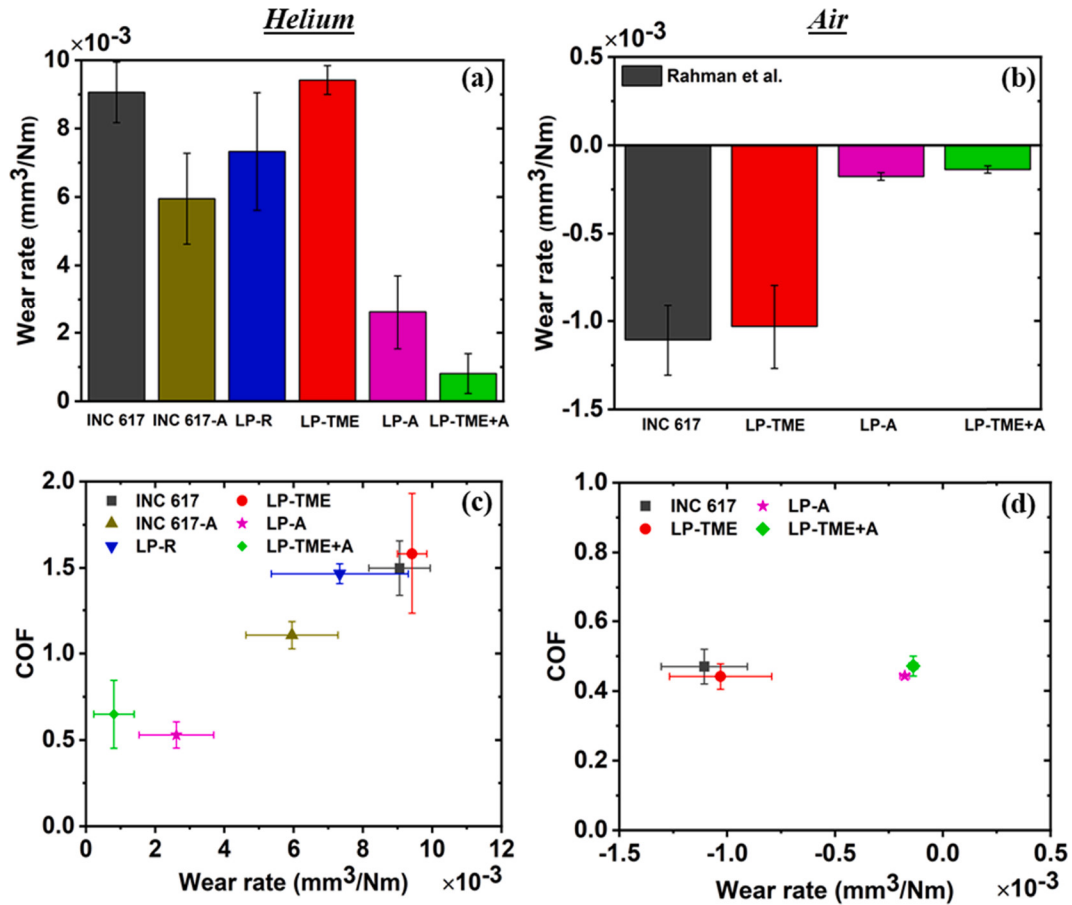 Helium
×10⁻³
10
8
6
4
2
0
Wear rate (mm³/Nm)
(a)
INC 617 INC 617-A LP-R LP-TME LP-A LP-TME+A
Air
×10⁻³
0.5
0.0
-0.5
-1.0
-1.5
Wear rate (mm³/Nm)
Rahman et al.
(b)
INC 617 LP-TME LP-A LP-TME+A
2.0
1.5
1.0
0.5
0.0
COF
INC 617 LP-TME
INC 617-A LP-A
LP-R LP-TME+A
(c)
0 2 4 6 8 10 12
Wear rate (mm³/Nm) ×10⁻³
1.0
0.8
0.6
0.4
0.2
0.0
COF
INC 617 LP-A
LP-TME LP-TME+A
(d)
-1.5 -1.0 -0.5 0.0 0.5
Wear rate (mm³/Nm) ×10⁻³